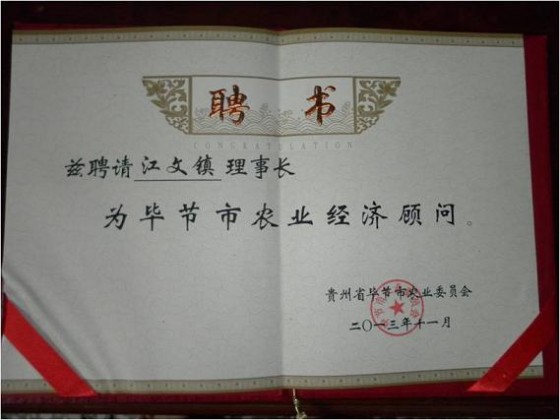 聘书
CONGRATULATION
兹聘请江文镇理事长
为毕节市农业经济顾问。
贵州省毕节市农业委员会
二〇一三年十一月